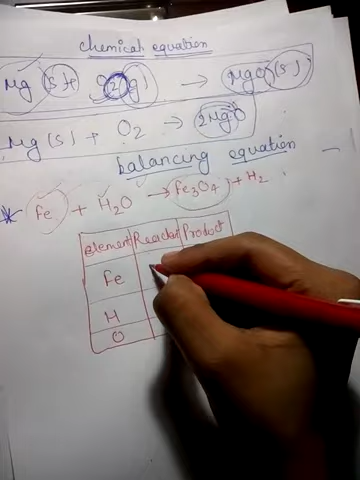 chemical equation
Mg (s) + O2(g) → MgO (s)
Mg (s) + O2 → 2MgO
balancing equation
* Fe + H2O → Fe3O4 + H2
Element Reactant Product
Fe
H
O